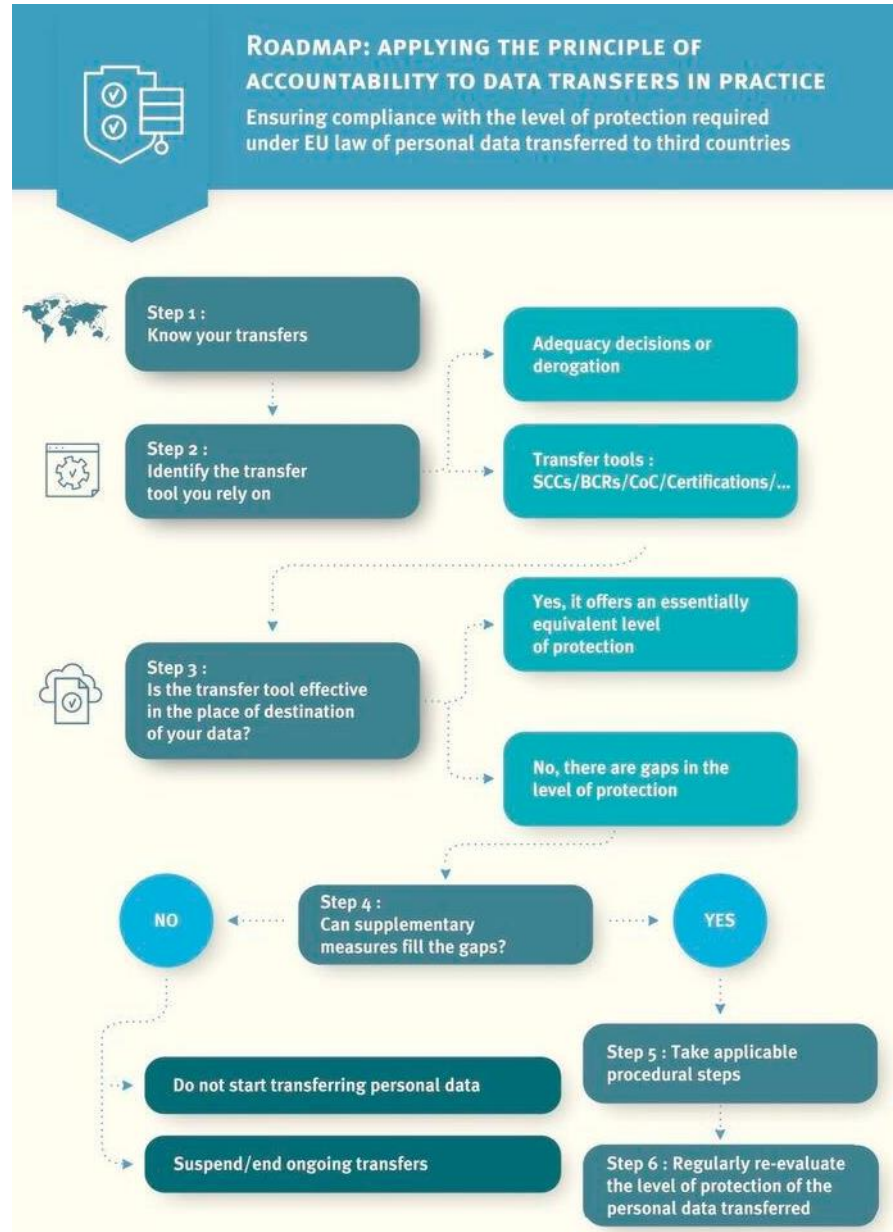 ROADMAP: APPLYING THE PRINCIPLE OF
ACCOUNTABILITY TO DATA TRANSFERS IN PRACTICE
Ensuring compliance with the level of protection required
under EU law of personal data transferred to third countries
Step 1 :
Know your transfers
Adequacy decisions or
derogation
Step 2 :
Identify the transfer
tool you rely on
Transfer tools :
SCCs/BCRs/CoC/Certifications/...
Yes, it offers an essentially
equivalent level
of protection
Step 3 :
Is the transfer tool effective
in the place of destination
of your data?
No, there are gaps in the
level of protection
NO
Step 4 :
Can supplementary
measures fill the gaps?
YES
Step 5 : Take applicable
procedural steps
Do not start transferring personal data
Suspend/end ongoing transfers
Step 6 : Regularly re-evaluate
the level of protection of the
personal data transferred